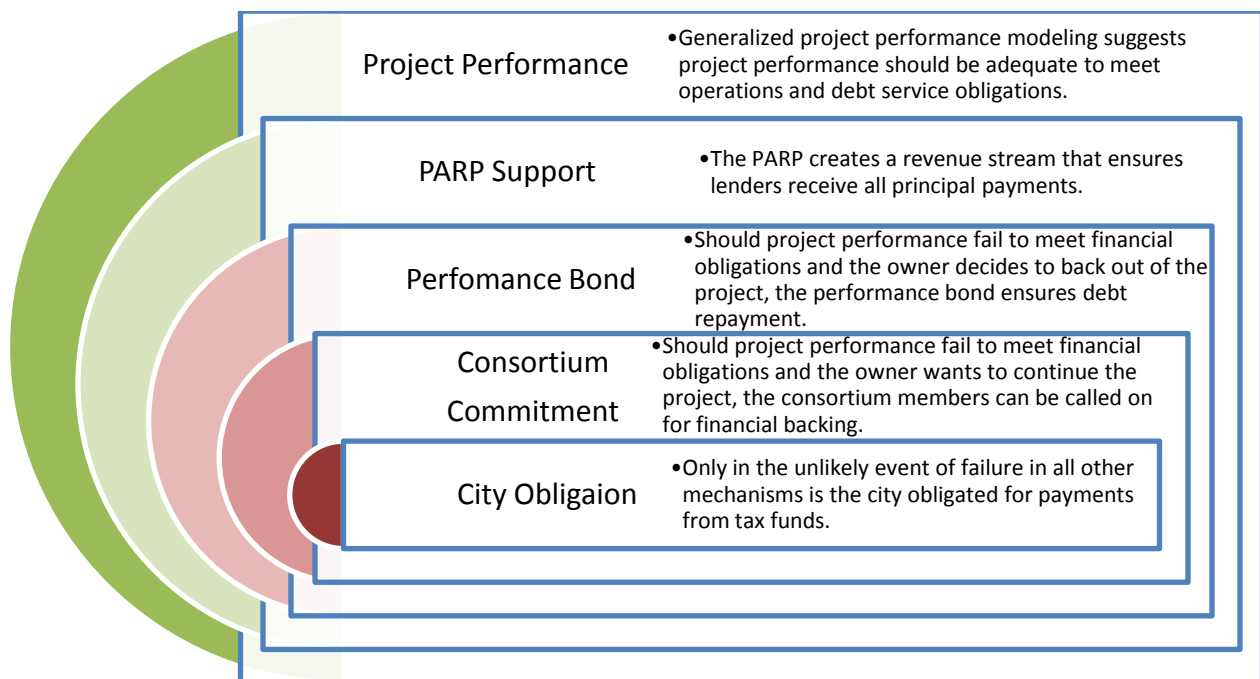 Project Performance
•Generalized project performance modeling suggests
project performance should be adequate to meet
operations and debt service obligations.
PARP Support
•The PARP creates a revenue stream that ensures
lenders receive all principal payments.
Perfomance Bond
•Should project performance fail to meet financial
obligations and the owner decides to back out of the
project, the performance bond ensures debt
repayment.
Consortium
Commitment
•Should project performance fail to meet financial
obligations and the owner wants to continue the
project, the consortium members can be called on
for financial backing.
City Obligaion
•Only in the unlikely event of failure in all other
mechanisms is the city obligated for payments
from tax funds.